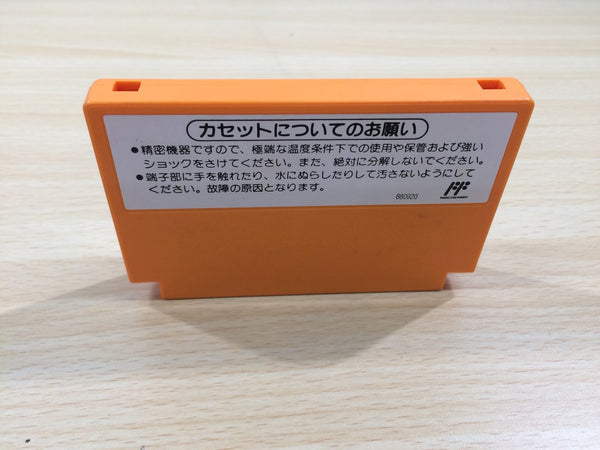 カセットについてのお願い
●精密機器ですので、極端な温度条件下での使用や保管および強い
ショックをさけてください。また、絶対に分解しないでください。
●端子部に手を触れたり、水にぬらしたりして汚さないようにして
ください。故障の原因となります。
880920